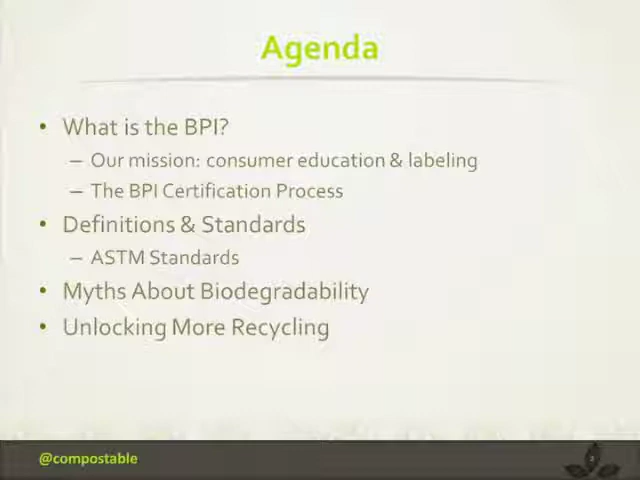 Agenda
• What is the BPI?
– Our mission: consumer education & labeling
– The BPI Certification Process
• Definitions & Standards
– ASTM Standards
• Myths About Biodegradability
• Unlocking More Recycling
@compostable